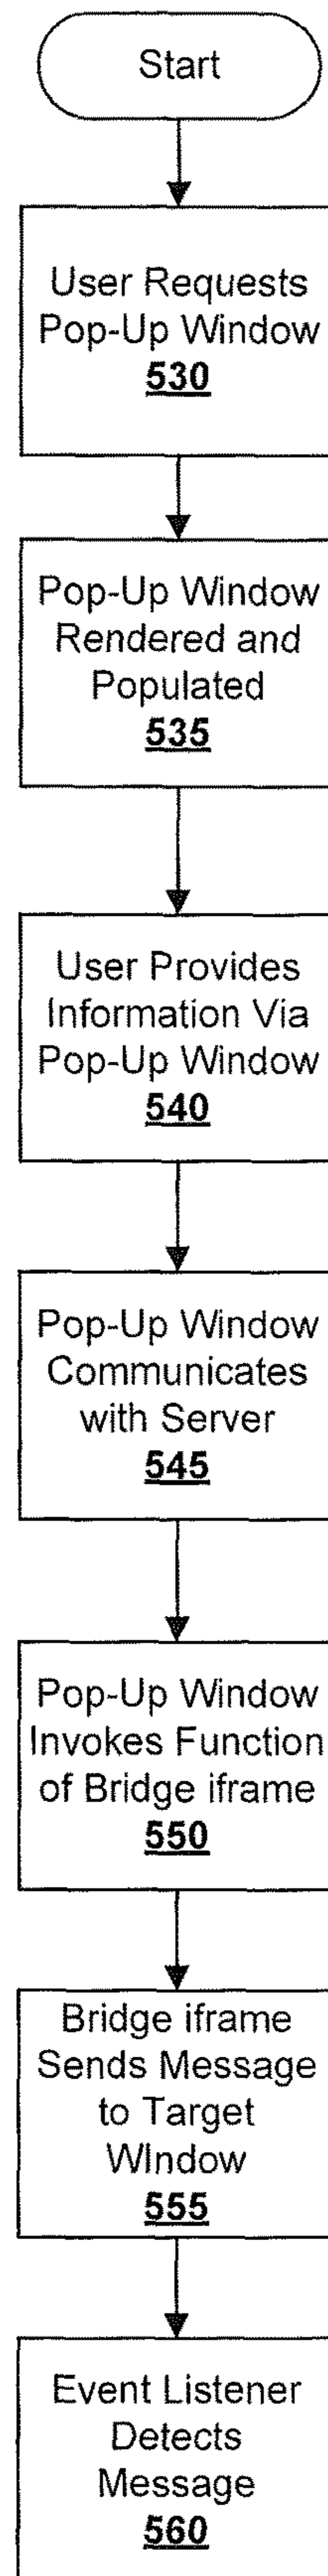 Start
User Requests
Pop-Up Window
530
Pop-Up Window
Rendered and
Populated
535
User Provides
Information Via
Pop-Up Window
540
Pop-Up Window
Communicates
with Server
545
Pop-Up Window
Invokes Function
of Bridge iframe
550
Bridge iframe
Sends Message
to Target
WIndow
555
Event Listener
Detects
Message
560